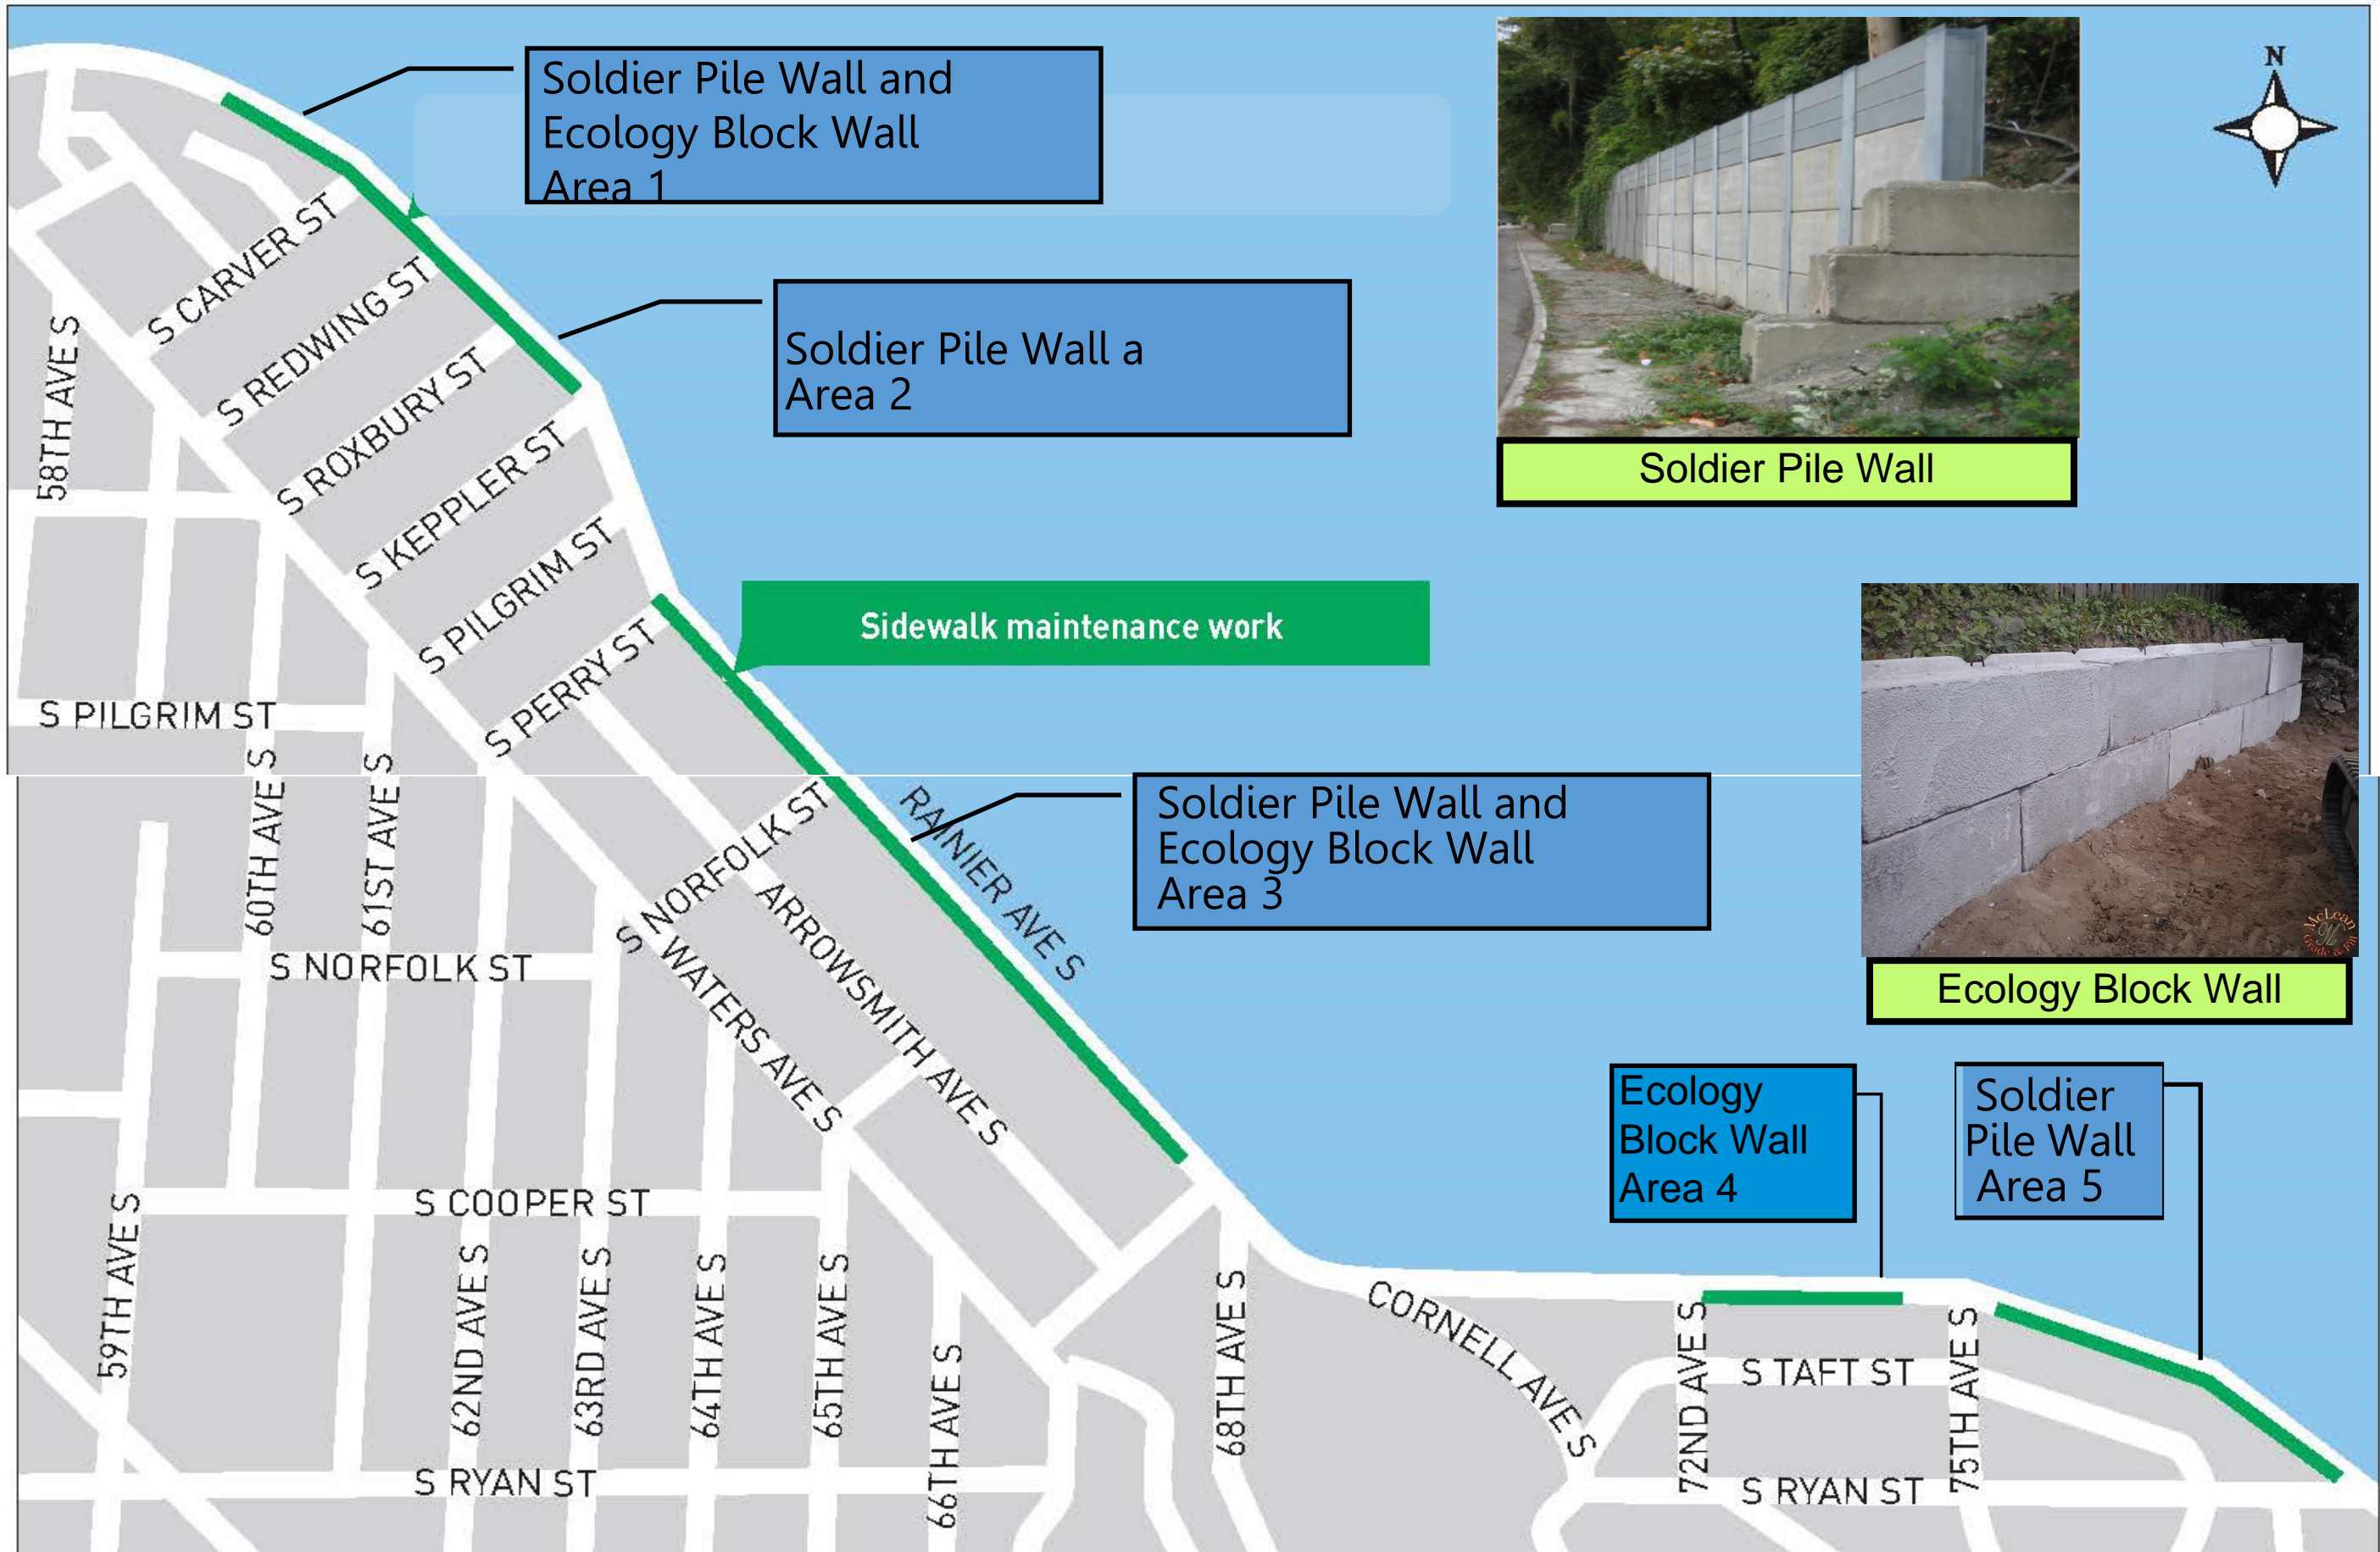 Soldier Pile Wall and
Ecology Block Wall
Area 1
N
Soldier Pile Wall a
Area 2
Soldier Pile Wall
S CARVER ST
S REDWING ST
58TH AVE S
S ROXBURY ST
S KEPPLER ST
S PILGRIM ST
Sidewalk maintenance work
S PERRY ST
S PILGRIM ST
60TH AVE S
61ST AVE S
S NORFOLK ST
RAINIER AVE S
Soldier Pile Wall and
Ecology Block Wall
Area 3
McLean
Grade & Fill
Ecology Block Wall
S NORFOLK ST
WATERS AVE S
ARROWSMITH AVE S
Ecology
Block Wall
Area 4
Soldier
Pile Wall
Area 5
S COOPER ST
59TH AVE S
62ND AVE S
63RD AVE S
64TH AVE S
65TH AVE S
66TH AVE S
68TH AVE S
CORNELL AVE S
72ND AVE S
S TAFT ST
75TH AVE S
S RYAN ST
S RYAN ST